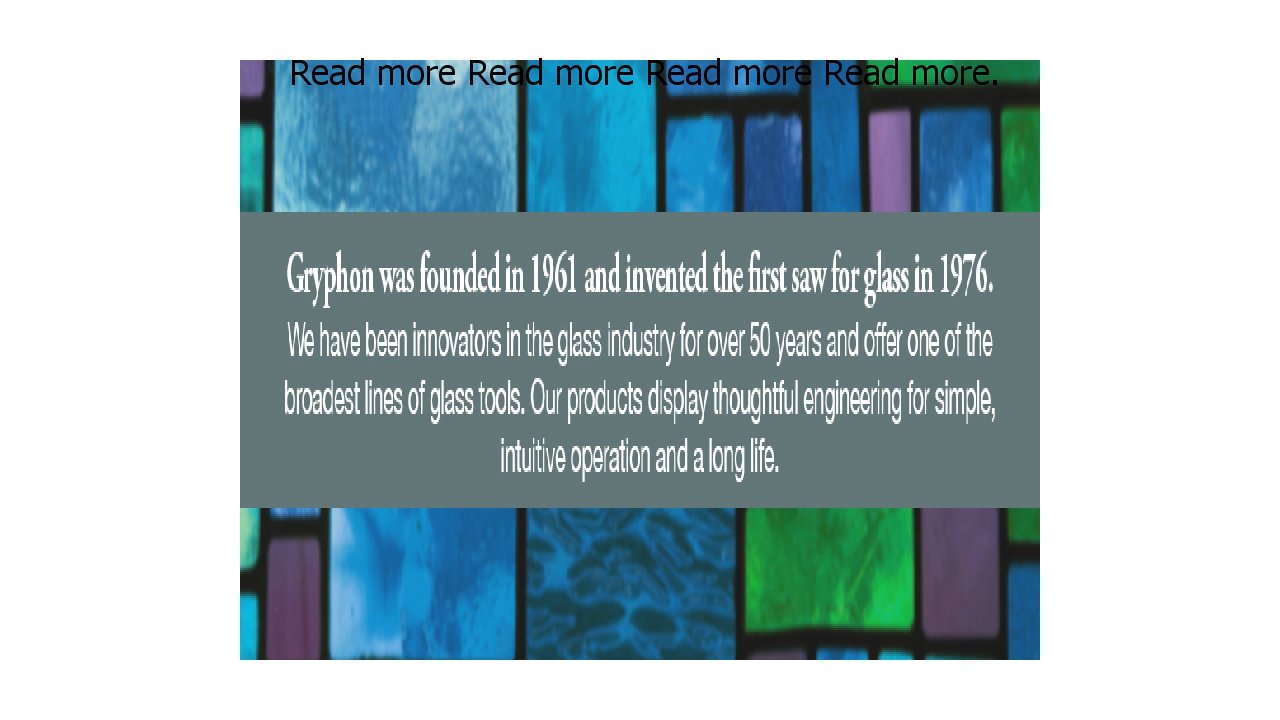 Read more Read more Read more Read more.
Gryphon was founded in 1961 and invented the first saw for glass in 1976.
We have been innovators in the glass industry for over 50 years and offer one of the
broadest lines of glass tools. Our products display thoughtful engineering for simple,
intuitive operation and a long life.